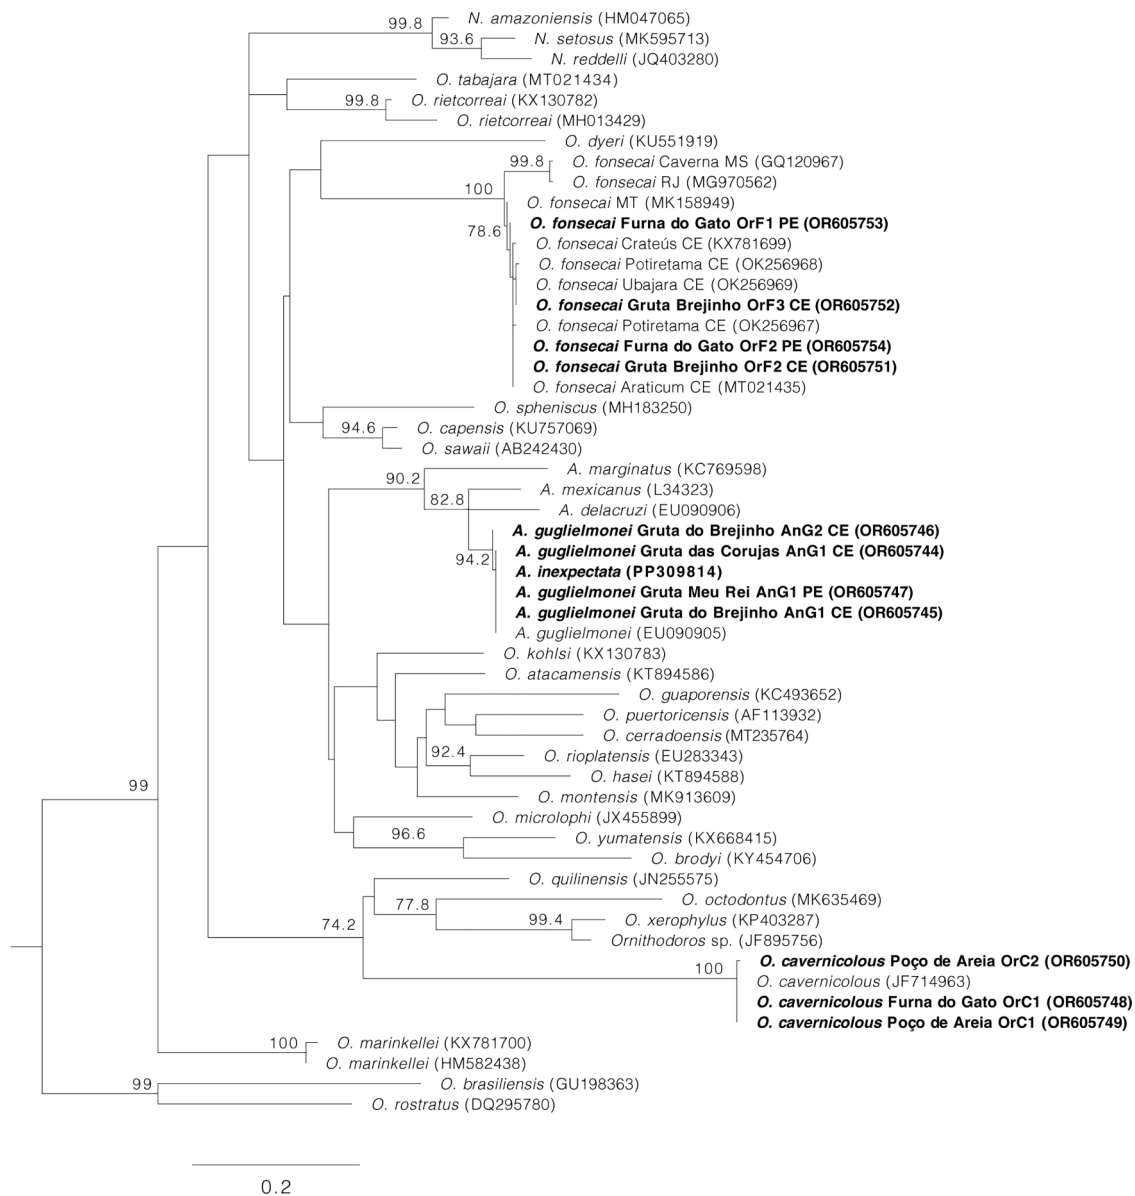 99.8
N. amazoniensis (HM047065)
93.6
N. setosus (MK595713)
N. reddelli (JQ403280)
O. tabajara (MT021434)
99.8
O. rietcorreai (KX130782)
O. rietcorreai (MH013429)
O. dyeri (KU551919)
99.8
O. fonsecai Caverna MS (GQ120967)
O. fonsecai RJ (MG970562)
100
O. fonsecai MT (MK158949)
O. fonsecai Furna do Gato OrF1 PE (OR605753)
78.6
O. fonsecai Crateús CE (KX781699)
O. fonsecai Potiretama CE (OK256968)
O. fonsecai Ubajara CE (OK256969)
O. fonsecai Gruta Brejinho OrF3 CE (OR605752)
O. fonsecai Potiretama CE (OK256967)
O. fonsecai Furna do Gato OrF2 PE (OR605754)
O. fonsecai Gruta Brejinho OrF2 CE (OR605751)
O. fonsecai Araticum CE (MT021435)
O. spheniscus (MH183250)
94.6
O. capensis (KU757069)
O. sawaii (AB242430)
A. marginatus (KC769598)
90.2
A. mexicanus (L34323)
82.8
A. delacruzi (EU090906)
A. guglielmonei Gruta do Brejinho AnG2 CE (OR605746)
A. guglielmonei Gruta das Corujas AnG1 CE (OR605744)
94.2
A. inexpectata (PP309814)
A. guglielmonei Gruta Meu Rei AnG1 PE (OR605747)
A. guglielmonei Gruta do Brejinho AnG1 CE (OR605745)
A. guglielmonei (EU090905)
O. kohlsi (KX130783)
O. atacamensis (KT894586)
O. guaporensis (KC493652)
O. puertoricensis (AF113932)
O. cerradoensis (MT235764)
92.4
O. rioplatensis (EU283343)
O. hasei (KT894588)
99
O. montensis (MK913609)
O. microlophi (JX455899)
96.6
O. yumatensis (KX668415)
O. brodyi (KY454706)
O. quilinensis (JN255575)
77.8
O. octodontus (MK635469)
74.2
99.4
O. xerophylus (KP403287)
Ornithodoros sp. (JF895756)
O. cavernicolous Poço de Areia OrC2 (OR605750)
100
O. cavernicolous (JF714963)
O. cavernicolous Furna do Gato OrC1 (OR605748)
O. cavernicolous Poço de Areia OrC1 (OR605749)
100
O. marinkellei (KX781700)
O. marinkellei (HM582438)
99
O. brasiliensis (GU198363)
O. rostratus (DQ295780)
0.2